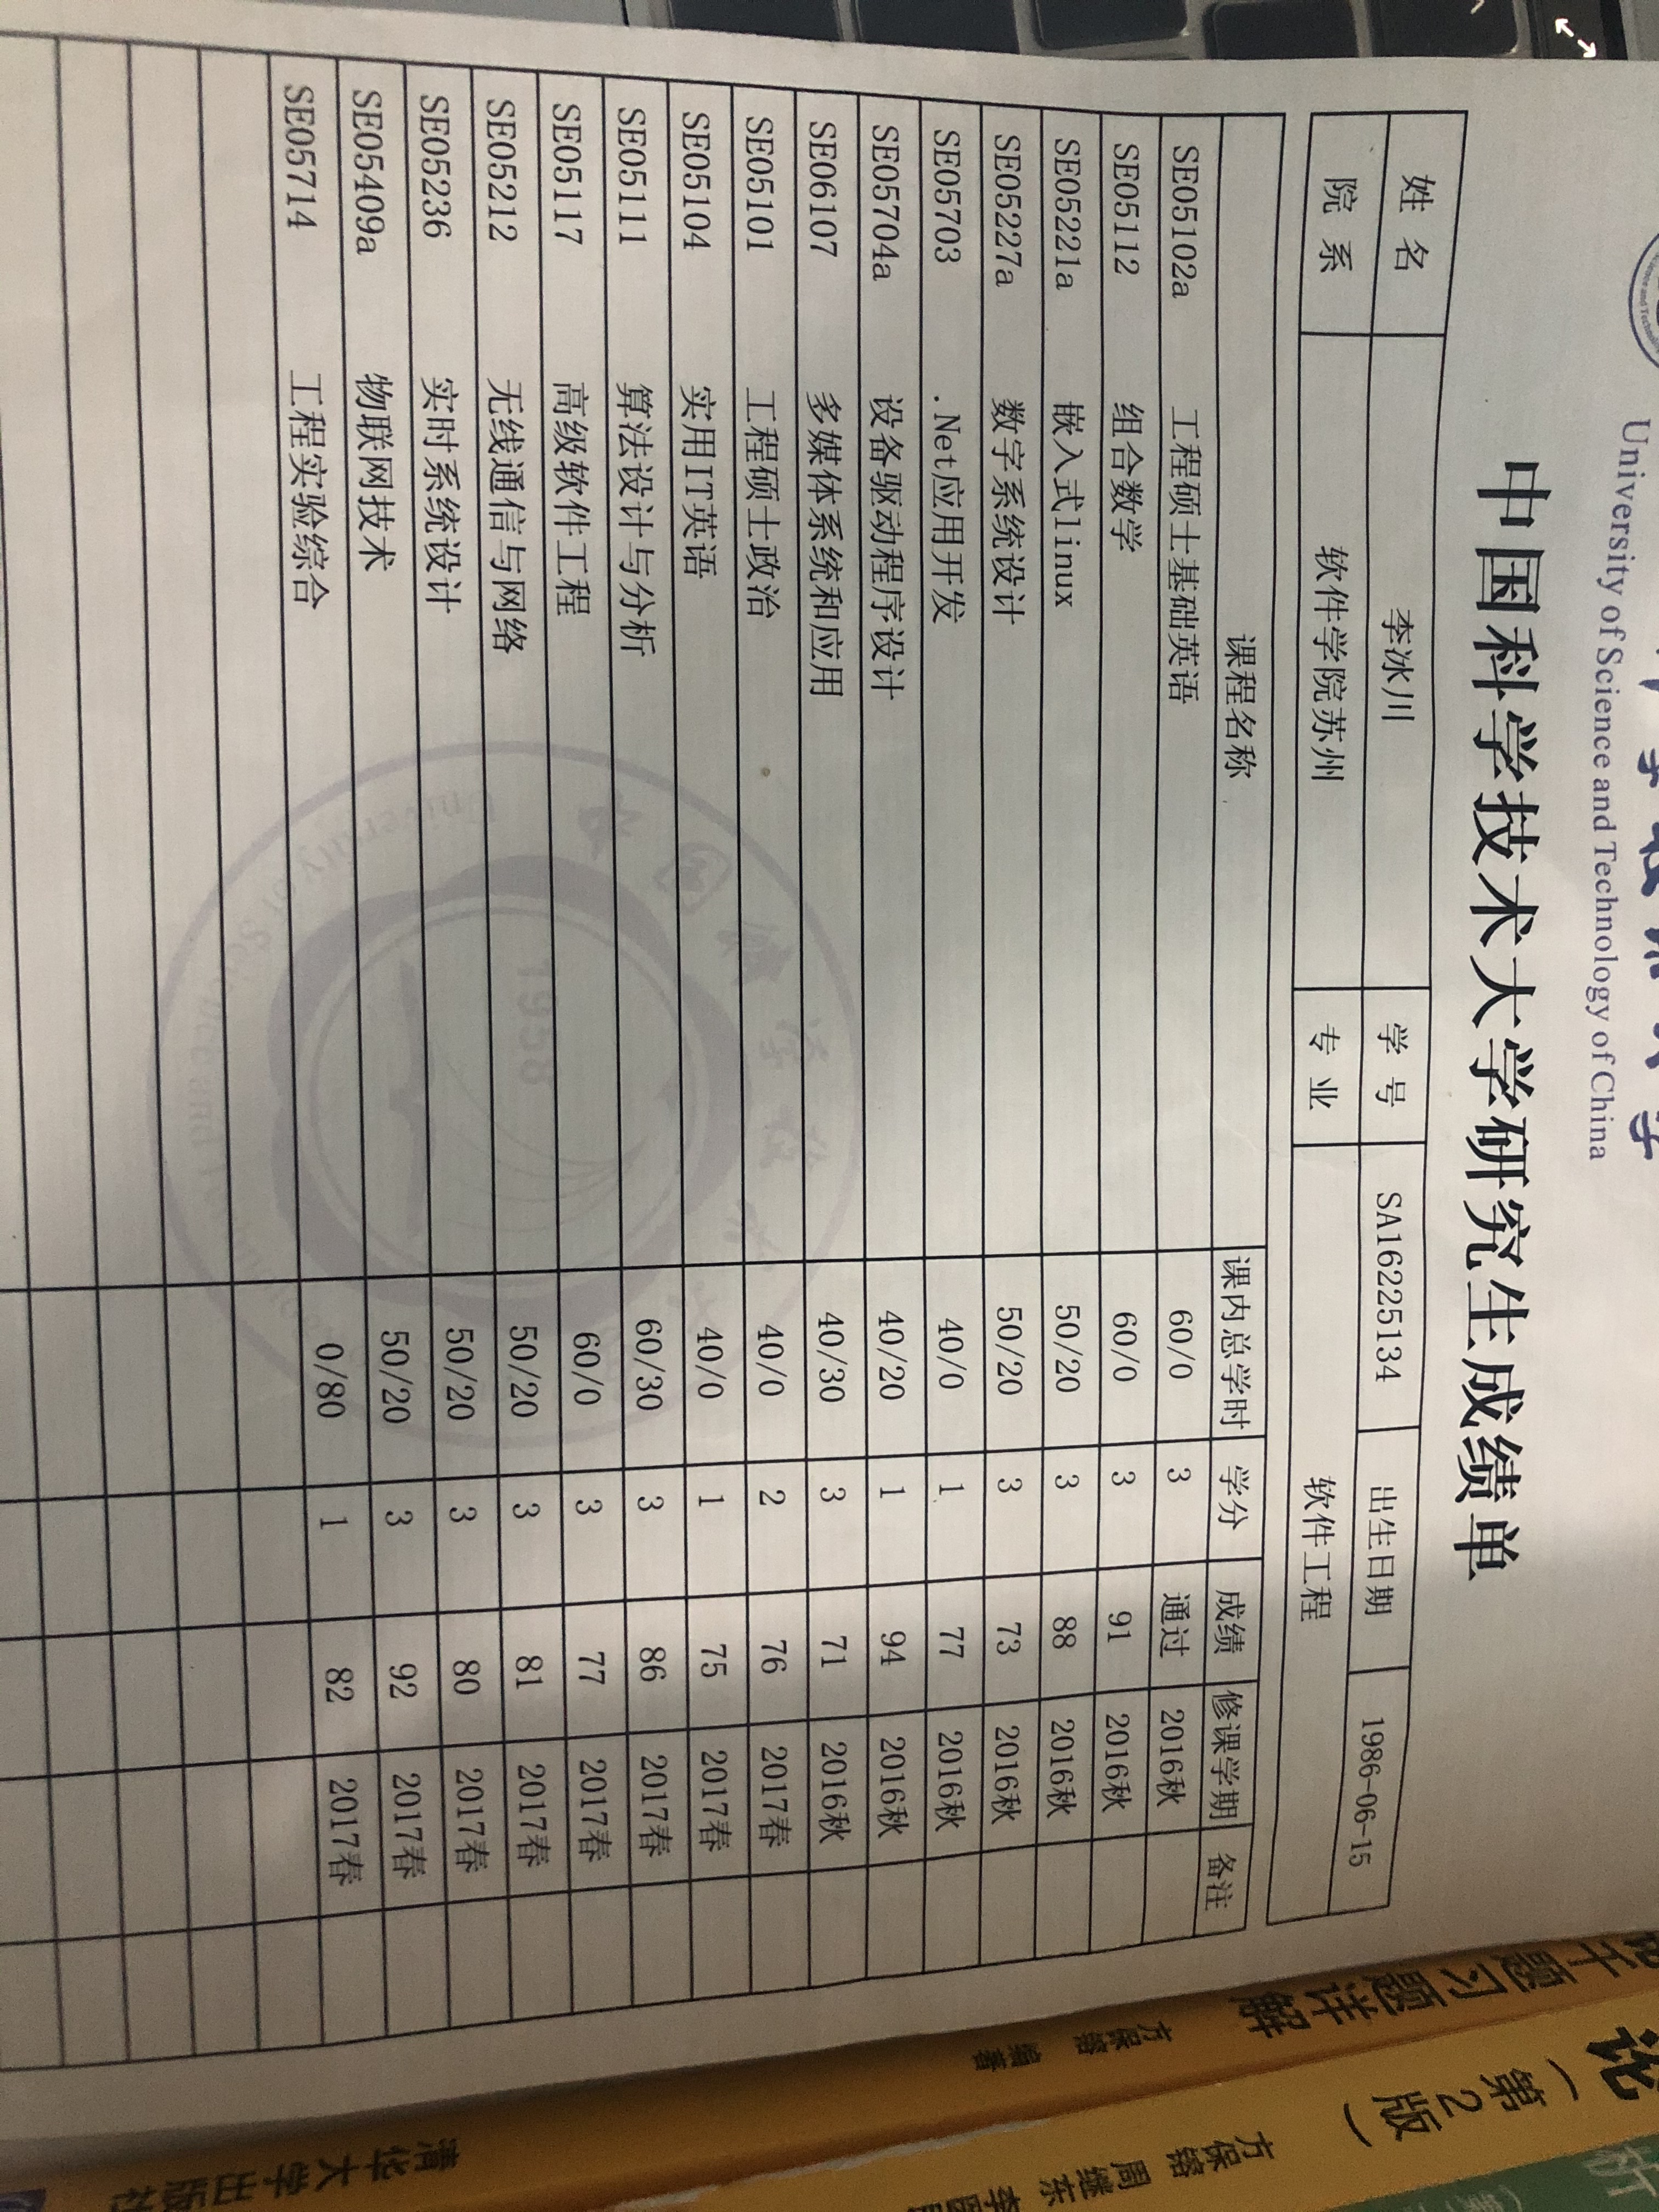 University of Science and Technology of China
中国科学技术大学研究生成绩单
姓 名 李冰川 学 号 SA16225134 出生日期 1986-06-15
院 系 软件学院苏州 专 业 软件工程
课程名称 课内总学时 学分 成绩 修课学期 备注
SE05102a 工程硕士基础英语 60/0 3 通过 2016秋
SE05112 组合数学 60/0 3 91 2016秋
SE05221a 嵌入式linux 50/20 3 88 2016秋
SE05227a 数字系统设计 50/20 3 73 2016秋
SE05703 .Net应用开发 40/0 1 77 2016秋
SE05704a 设备驱动程序设计 40/20 1 94 2016秋
SE06107 多媒体系统和应用 40/30 3 71 2016秋
SE05101 工程硕士政治 40/0 2 76 2017春
SE05104 实用IT英语 40/0 1 75 2017春
SE05111 算法设计与分析 60/30 3 86 2017春
SE05117 高级软件工程 60/0 3 77 2017春
SE05212 无线通信与网络 50/20 3 81 2017春
SE05236 实时系统设计 50/20 3 80 2017春
SE05409a 物联网技术 50/20 3 92 2017春
SE05714 工程实验综合 0/80 1 82 2017春
1958
题习题详解
方保镕 编著
清华大学出版社
论（第2版）
方保镕 周继东
析